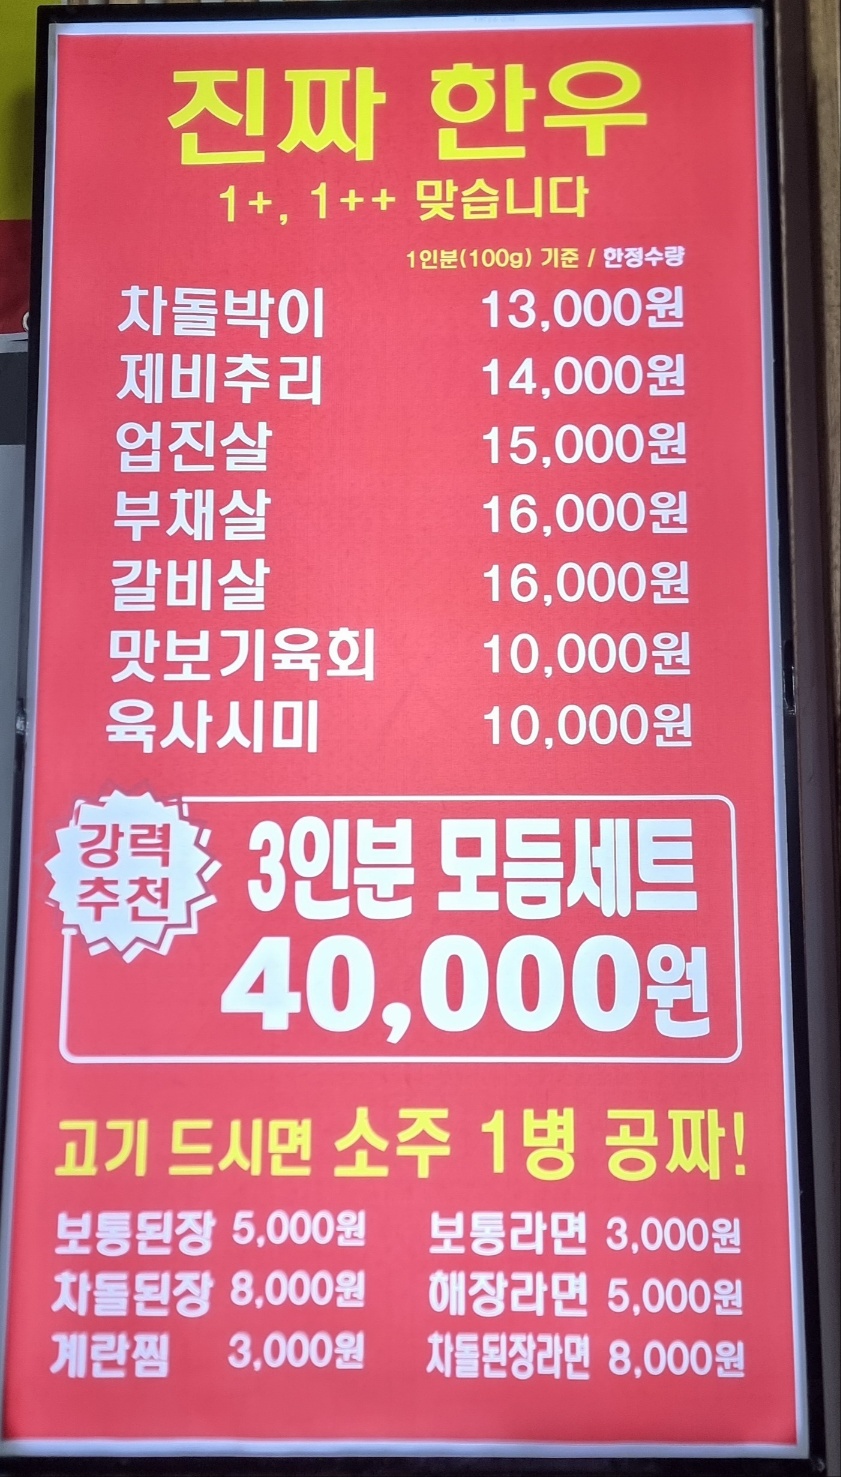 진짜 한우
1+, 1++ 맞습니다
1인분(100g) 기준 / 한정수량
차돌박이 13,000원
제비추리 14,000원
업진살 15,000원
부채살 16,000원
갈비살 16,000원
맛보기육회 10,000원
육사시미 10,000원
강력
추천
3인분 모듬세트
40,000원
고기 드시면 소주 1병 공짜!
보통된장 5,000원 보통라면 3,000원
차돌된장 8,000원 해장라면 5,000원
계란찜 3,000원 차돌된장라면 8,000원